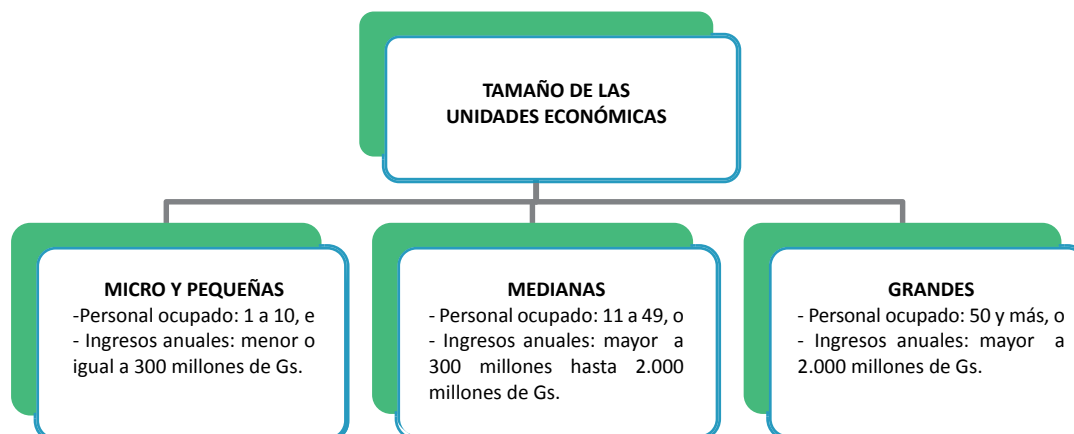 TAMAÑO DE LAS
UNIDADES ECONÓMICAS
MICRO Y PEQUEÑAS
-Personal ocupado: 1 a 10, e
- Ingresos anuales: menor o
igual a 300 millones de Gs.
MEDIANAS
- Personal ocupado: 11 a 49, o
- Ingresos anuales: mayor a
300 millones hasta 2.000
millones de Gs.
GRANDES
- Personal ocupado: 50 y más, o
- Ingresos anuales: mayor a
2.000 millones de Gs.